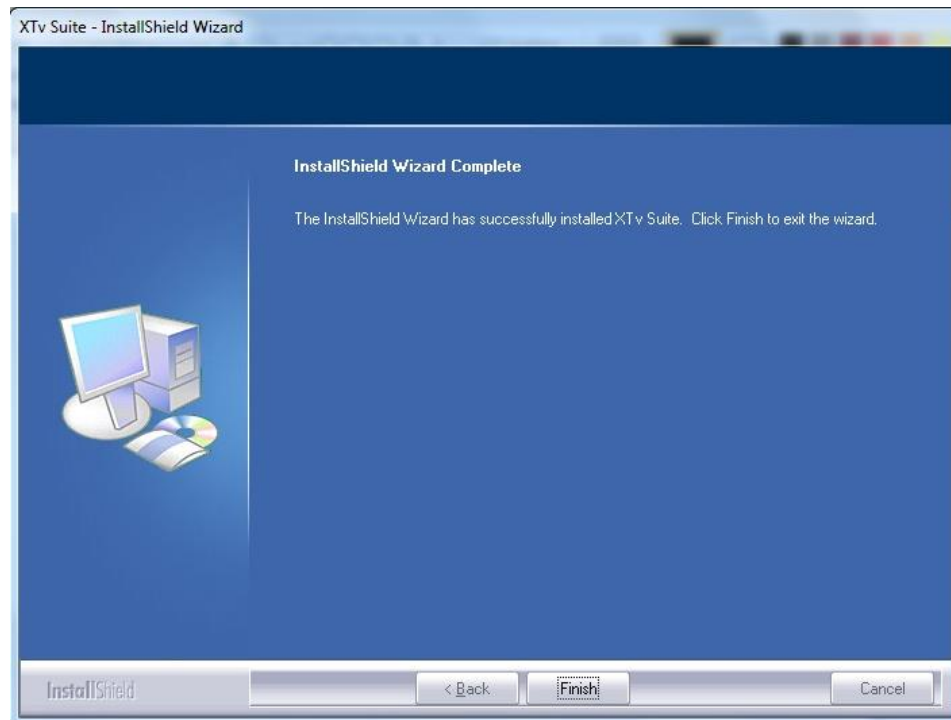 XTv Suite - InstallShield Wizard
InstallShield Wizard Complete
The InstallShield Wizard has successfully installed XTv Suite. Click Finish to exit the wizard.
InstallShield
< Back
Finish
Cancel